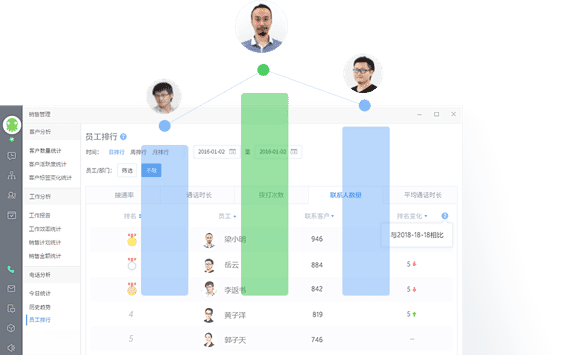 销售管理
客户分析
客户数量统计
客户活跃度统计
客户标签变化统计
工作分析
工作报告
工作效率统计
销售计划统计
销售金额统计
电话分析
今日统计
历史趋势
员工排行
员工排行 ?
时间： 日排行 周排行 月排行 2016-01-02 至 2016-01-02
员工/部门： 筛选 不限
接通率 通话时长 拨打次数 联系人数量 平均通话时长
排名 员工 联系客户 排名变化 ?
与2018-18-18相比
梁小明 946
岳云 884 5
李运书 842 5
4 黄子洋 819 5
5 郭子天 746 –